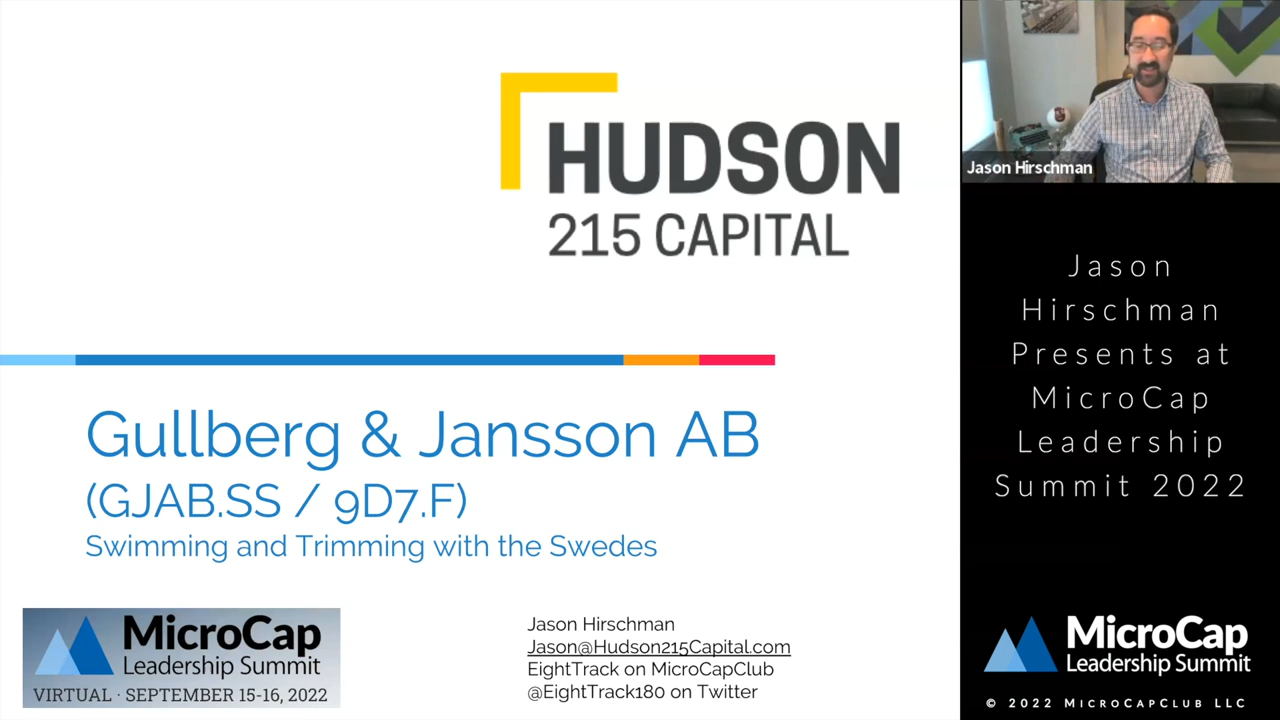 HUDSON
215 CAPITAL
Gullberg & Jansson AB
(GJAB.SS / 9D7.F)
Swimming and Trimming with the Swedes
MicroCap
Leadership Summit
VIRTUAL · SEPTEMBER 15-16, 2022
Jason Hirschman
Jason@Hudson215Capital.com
EightTrack on MicroCapClub
@EightTrack180 on Twitter
Jason Hirschman
Jason
Hirschman
Presents at
MicroCap
Leadership
Summit 2022
MicroCap
Leadership Summit
© 2022 MICROCAPCLUB LLC